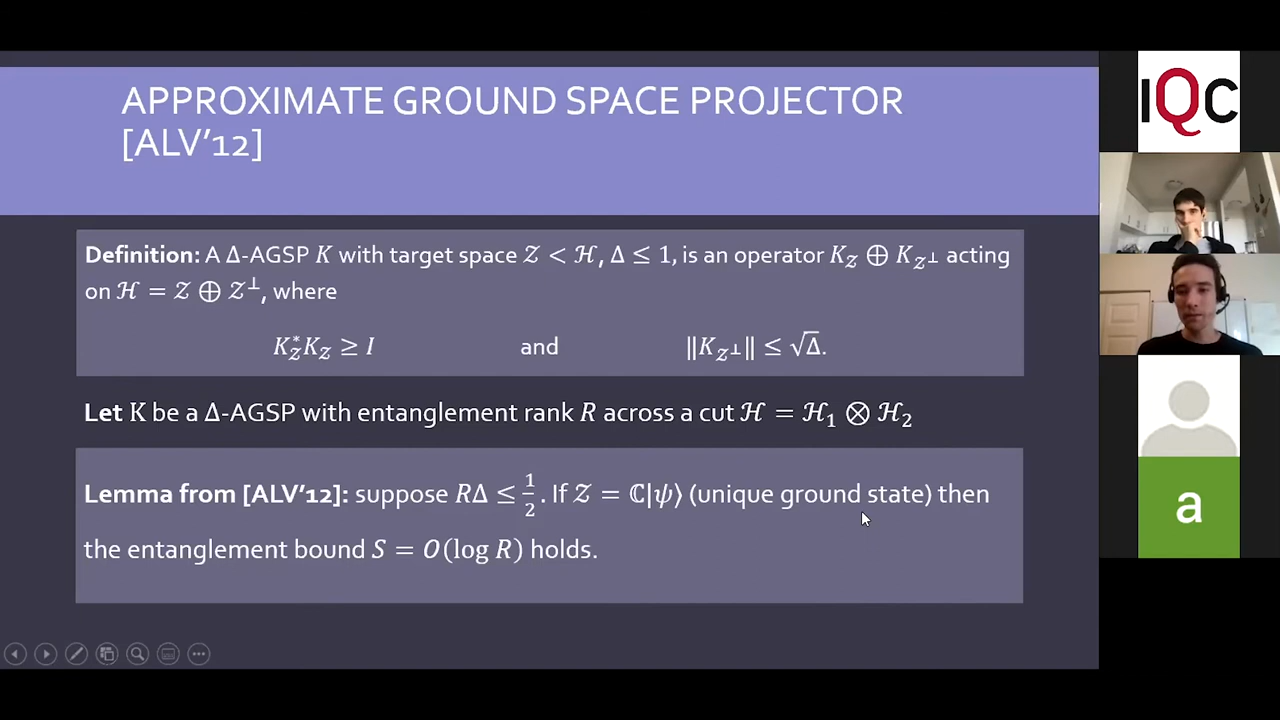 APPROXIMATE GROUND SPACE PROJECTOR
[ALV'12]
Definition: A Δ-AGSP K with target space 𝒵 < ℋ, Δ ≤ 1, is an operator K_𝒵 ⊕ K_𝒵⊥ acting
on ℋ = 𝒵 ⊕ 𝒵^⊥, where
K_𝒵^* K_𝒵 ≥ I and ‖K_𝒵⊥‖ ≤ √Δ.
Let K be a Δ-AGSP with entanglement rank R across a cut ℋ = ℋ₁ ⊗ ℋ₂
Lemma from [ALV'12]: suppose RΔ ≤ 1/2. If 𝒵 = ℂ|ψ⟩ (unique ground state) then
the entanglement bound S = O(log R) holds.
IQC
a